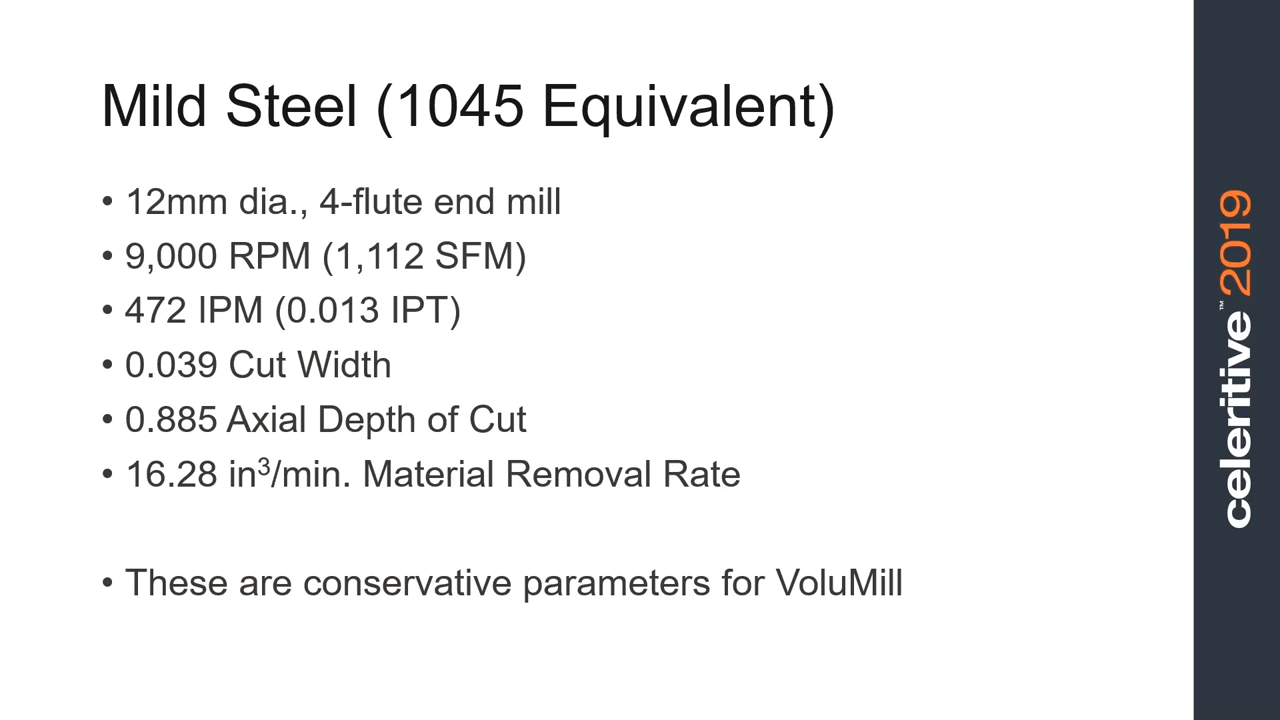 Mild Steel (1045 Equivalent)
• 12mm dia., 4-flute end mill
• 9,000 RPM (1,112 SFM)
• 472 IPM (0.013 IPT)
• 0.039 Cut Width
• 0.885 Axial Depth of Cut
• 16.28 in³/min. Material Removal Rate
• These are conservative parameters for VoluMill
celeritive™ 2019